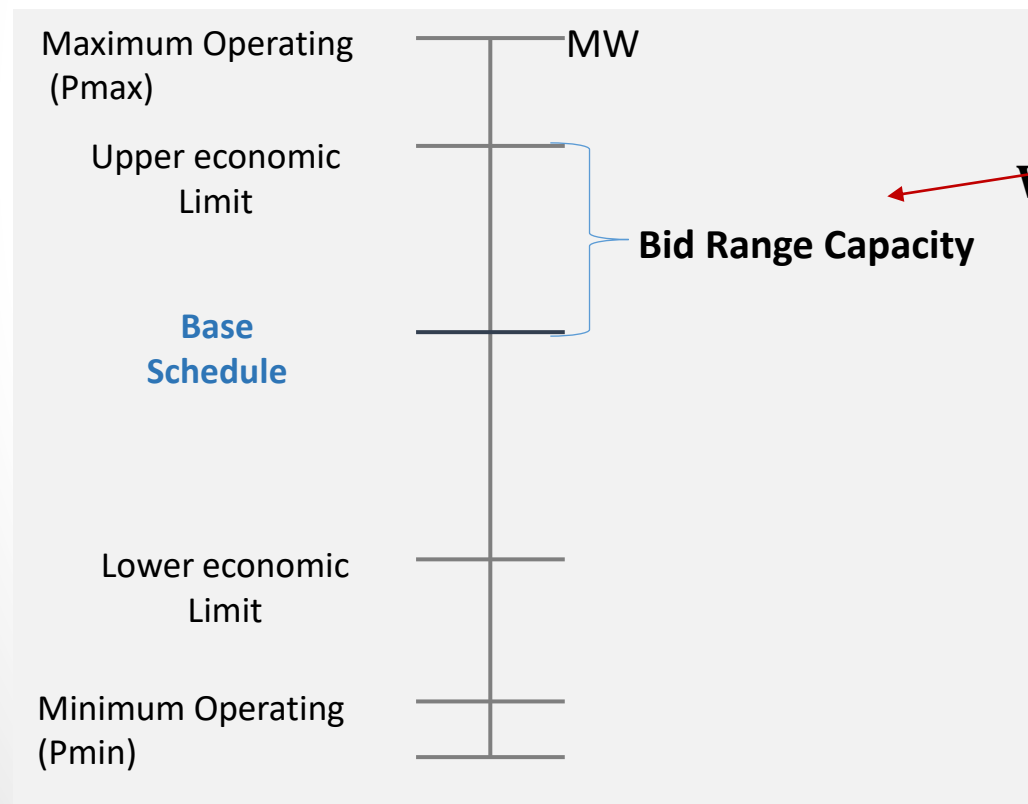 Maximum Operating
(Pmax)
MW
Upper economic
Limit
Bid Range Capacity
Base
Schedule
Lower economic
Limit
Minimum Operating
(Pmin)